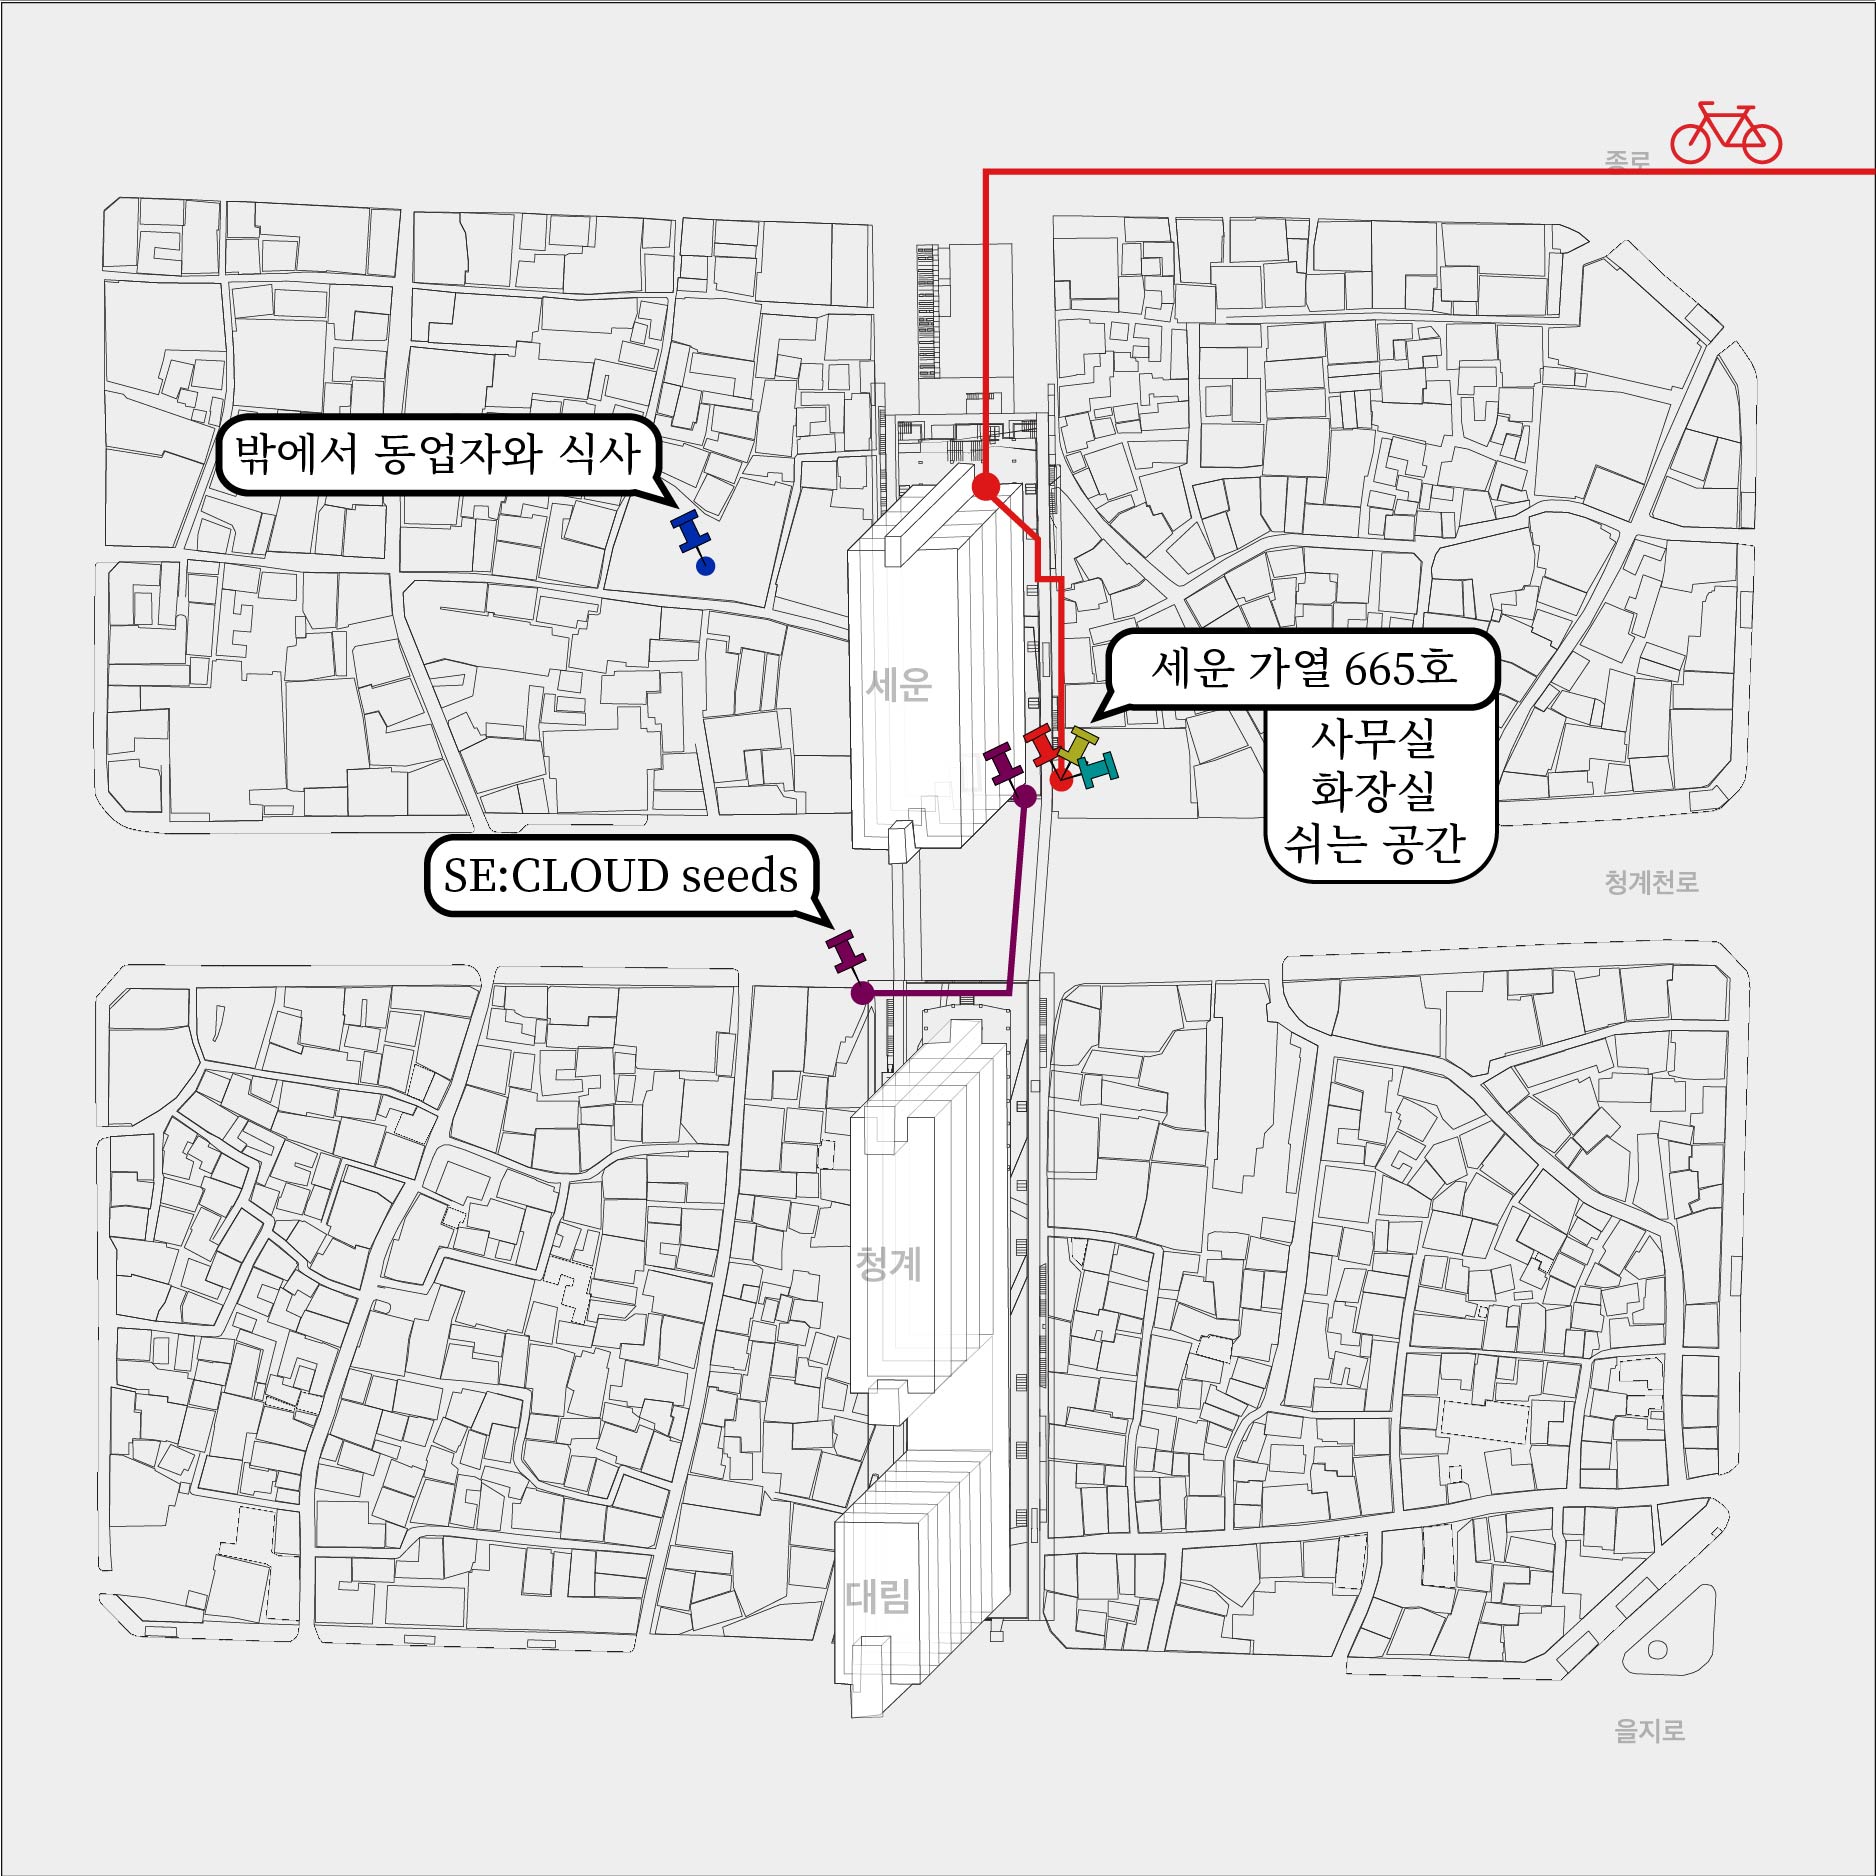 종로
밖에서 동업자와 식사
세운 가열 665호
세운
사무실
화장실
쉬는 공간
SE:CLOUD seeds
청계천로
청계
대림
을지로